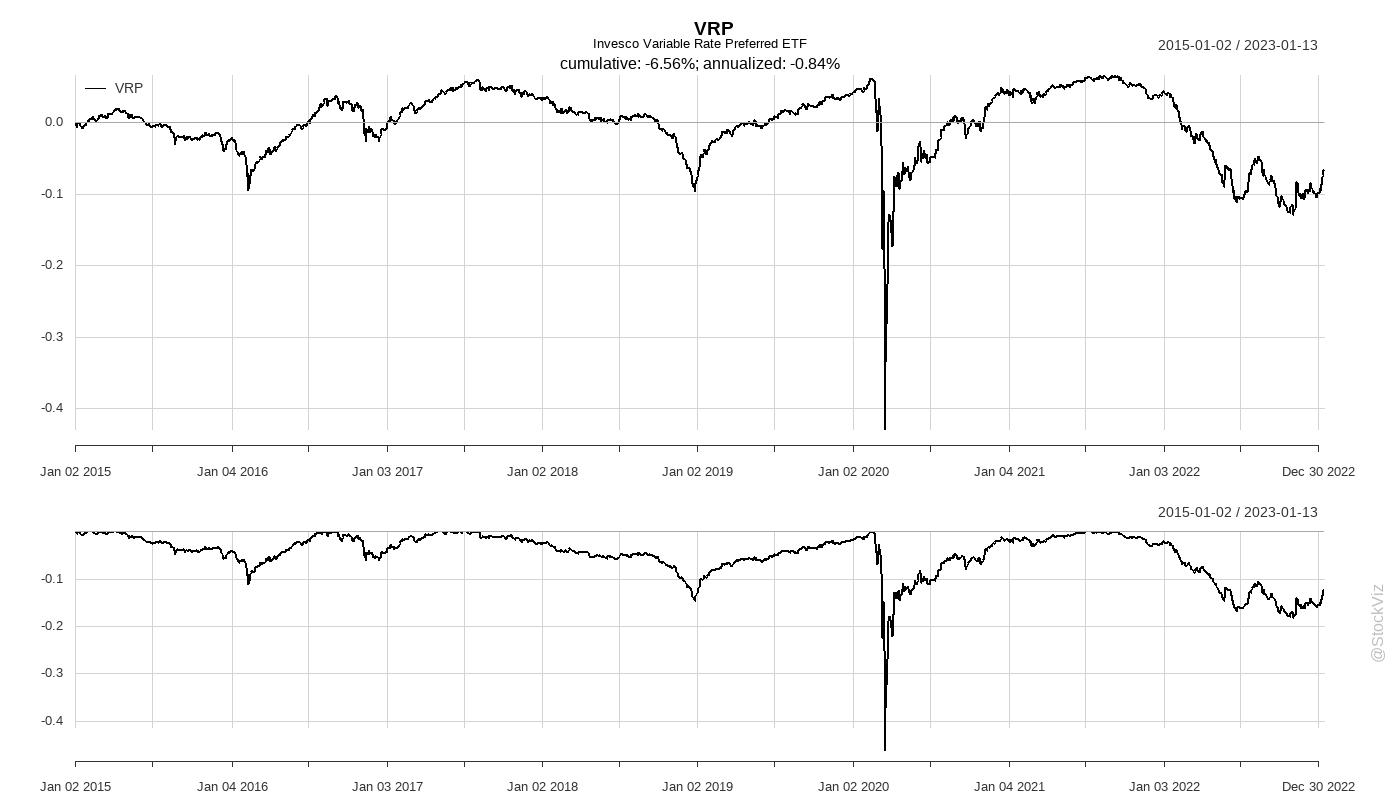 VRP
Invesco Variable Rate Preferred ETF
2015-01-02 / 2023-01-13
cumulative: -6.56%; annualized: -0.84%
VRP
0.0
-0.1
-0.2
-0.3
-0.4
Jan 02 2015 Jan 04 2016 Jan 03 2017 Jan 02 2018 Jan 02 2019 Jan 02 2020 Jan 04 2021 Jan 03 2022 Dec 30 2022
2015-01-02 / 2023-01-13
-0.1
-0.2
-0.3
-0.4
Jan 02 2015 Jan 04 2016 Jan 03 2017 Jan 02 2018 Jan 02 2019 Jan 02 2020 Jan 04 2021 Jan 03 2022 Dec 30 2022
@StockViz